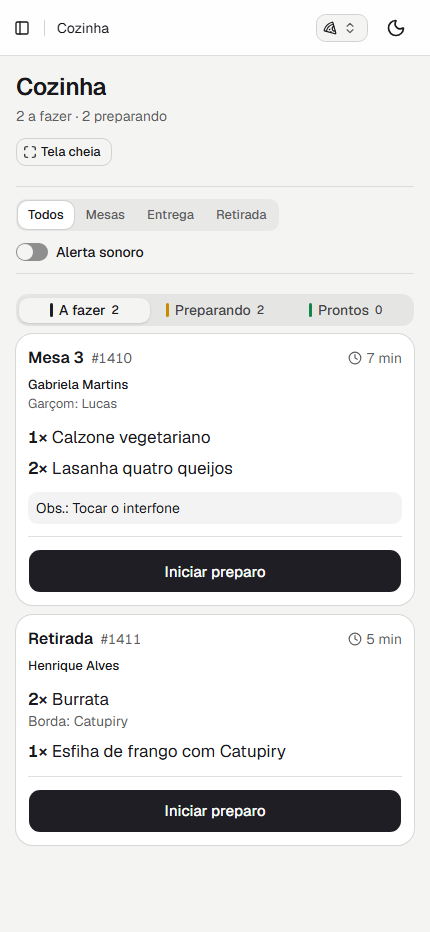 Cozinha
Cozinha
2 a fazer · 2 preparando
Tela cheia
Todos Mesas Entrega Retirada
Alerta sonoro
A fazer 2 Preparando 2 Prontos 0
Mesa 3 #1410 7 min
Gabriela Martins
Garçom: Lucas
1× Calzone vegetariano
2× Lasanha quatro queijos
Obs.: Tocar o interfone
Iniciar preparo
Retirada #1411 5 min
Henrique Alves
2× Burrata
Borda: Catupiry
1× Esfiha de frango com Catupiry
Iniciar preparo